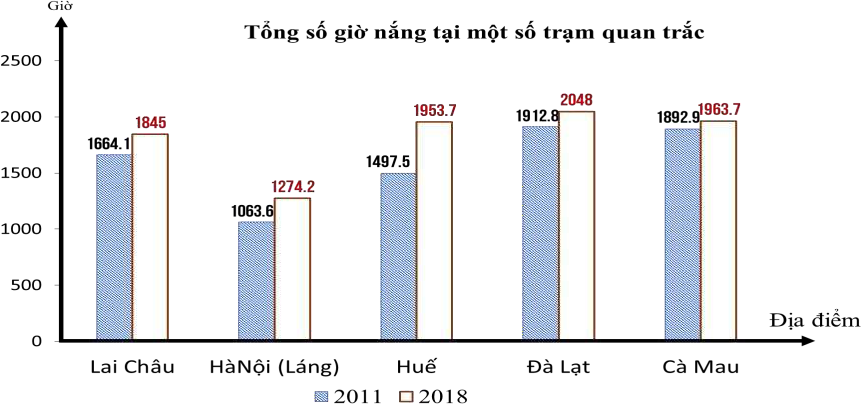 Giờ
Tổng số giờ nắng tại một số trạm quan trắc
2500
2000
1500
1000
500
0
1664.1
1845
1063.6
1274.2
1497.5
1953.7
1912.8
2048
1892.9
1963.7
Địa điểm
Lai Châu
HàNội (Láng)
Huế
Đà Lạt
Cà Mau
2011
2018